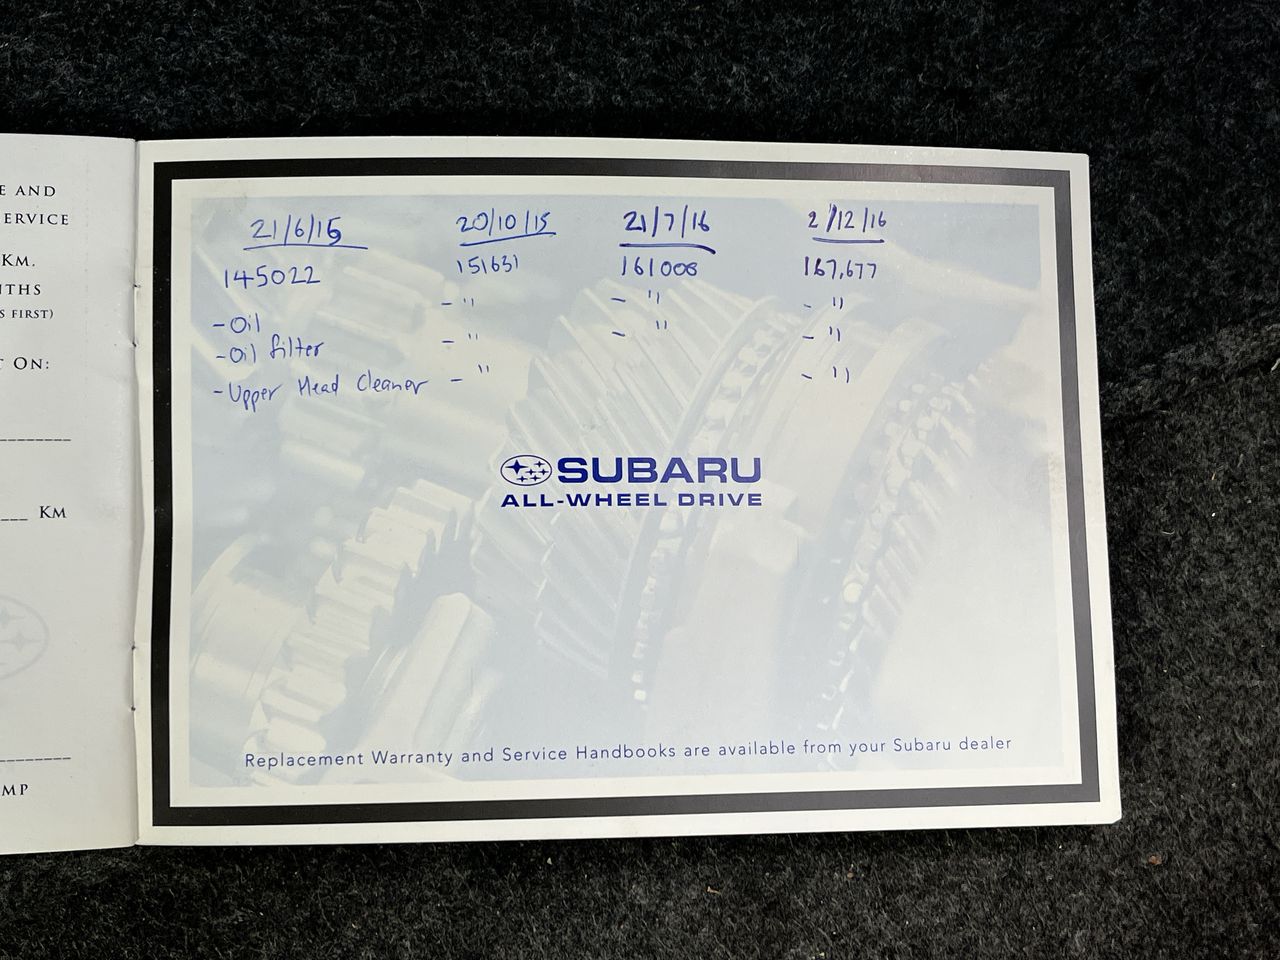 E AND
ERVICE
KM.
NTHS
S FIRST)
T ON:
KM
MP
21/6/15 20/10/15 21/7/16 2/12/16
145022 151631 161008 167,677
- Oil - " - " - "
- Oil filter - " - " - "
- Upper Head Cleaner - " - "
SUBARU
ALL-WHEEL DRIVE
Replacement Warranty and Service Handbooks are available from your Subaru dealer